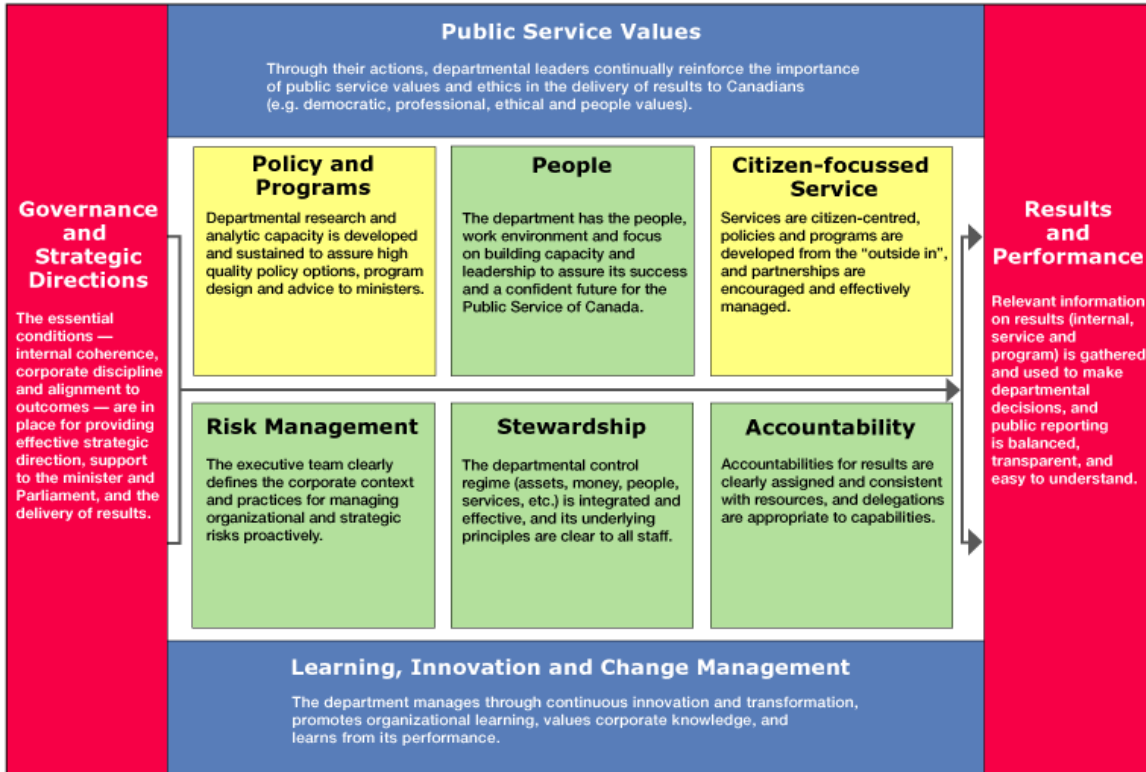 Public Service Values
Through their actions, departmental leaders continually reinforce the importance
of public service values and ethics in the delivery of results to Canadians
(e.g. democratic, professional, ethical and people values).
Governance
and
Strategic
Directions
The essential
conditions —
internal coherence,
corporate discipline
and alignment to
outcomes — are in
place for providing
effective strategic
direction, support
to the minister and
Parliament, and the
delivery of results.
Policy and
Programs
Departmental research and
analytic capacity is developed
and sustained to assure high
quality policy options, program
design and advice to ministers.
People
The department has the people,
work environment and focus
on building capacity and
leadership to assure its success
and a confident future for the
Public Service of Canada.
Citizen-focussed
Service
Services are citizen-centred,
policies and programs are
developed from the “outside in”,
and partnerships are
encouraged and effectively
managed.
Risk Management
The executive team clearly
defines the corporate context
and practices for managing
organizational and strategic
risks proactively.
Stewardship
The departmental control
regime (assets, money, people,
services, etc.) is integrated and
effective, and its underlying
principles are clear to all staff.
Accountability
Accountabilities for results are
clearly assigned and consistent
with resources, and delegations
are appropriate to capabilities.
Results
and
Performance
Relevant information
on results (internal,
service and
program) is gathered
and used to make
departmental
decisions, and
public reporting
is balanced,
transparent, and
easy to understand.
Learning, Innovation and Change Management
The department manages through continuous innovation and transformation,
promotes organizational learning, values corporate knowledge, and
learns from its performance.